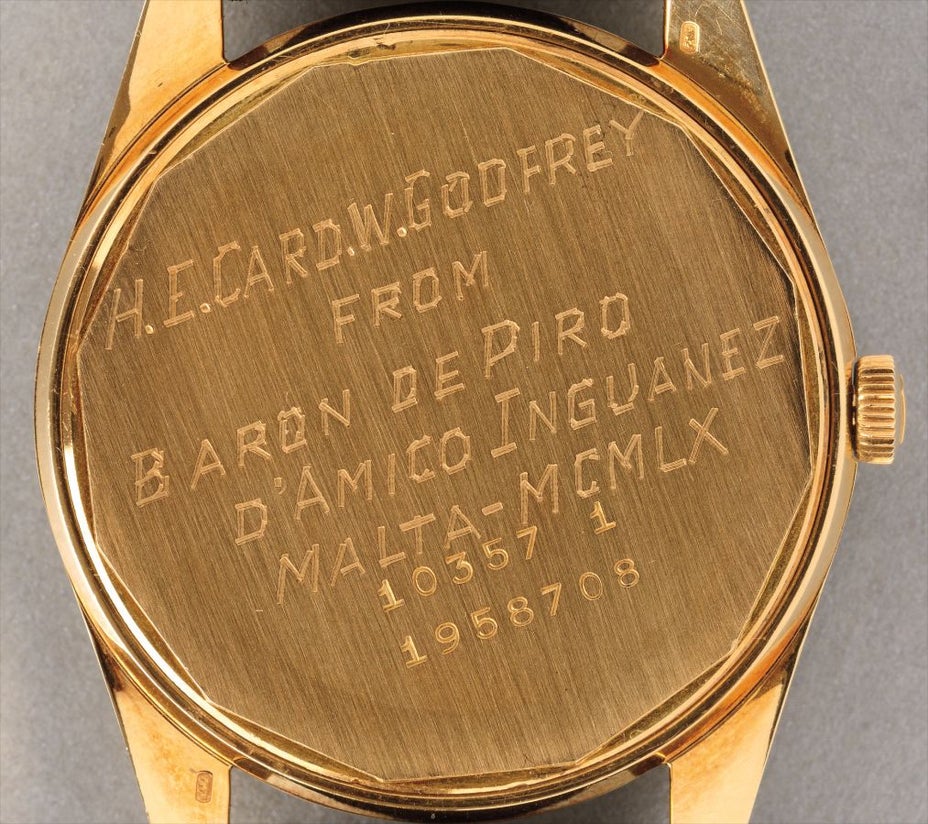 H.E.CARD.W.GODFREY
FROM
BARON DE PIRO
D'AMICO INGUANEZ
MALTA-MCMLX
10357 1
1958708